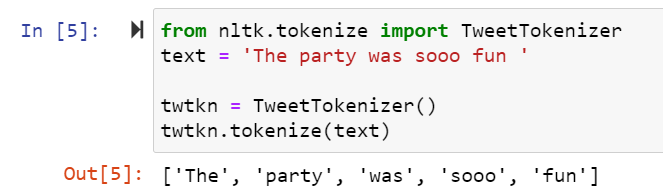 In [5]: from nltk.tokenize import TweetTokenizer
text = 'The party was sooo fun '
twtkn = TweetTokenizer()
twtkn.tokenize(text)
Out[5]: ['The', 'party', 'was', 'sooo', 'fun']